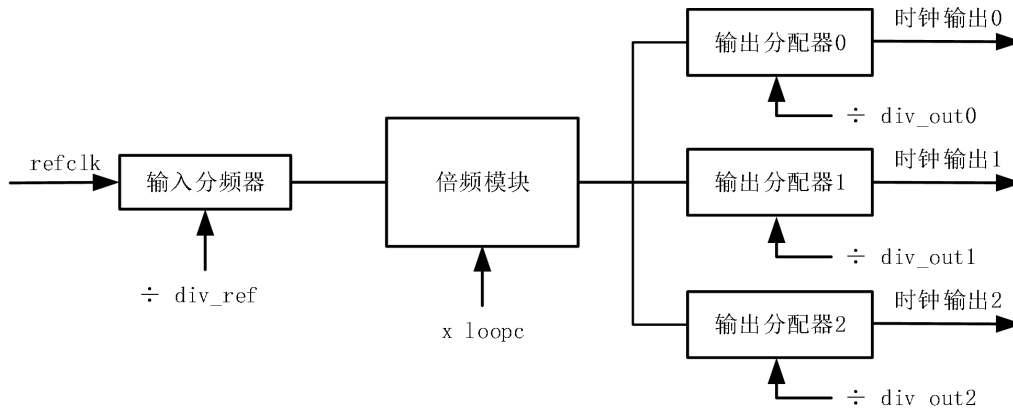 输出分配器0
时钟输出0
÷ div_out0
refclk
输入分频器
÷ div_ref
倍频模块
x loopc
输出分配器1
时钟输出1
÷ div_out1
输出分配器2
时钟输出2
÷ div_out2